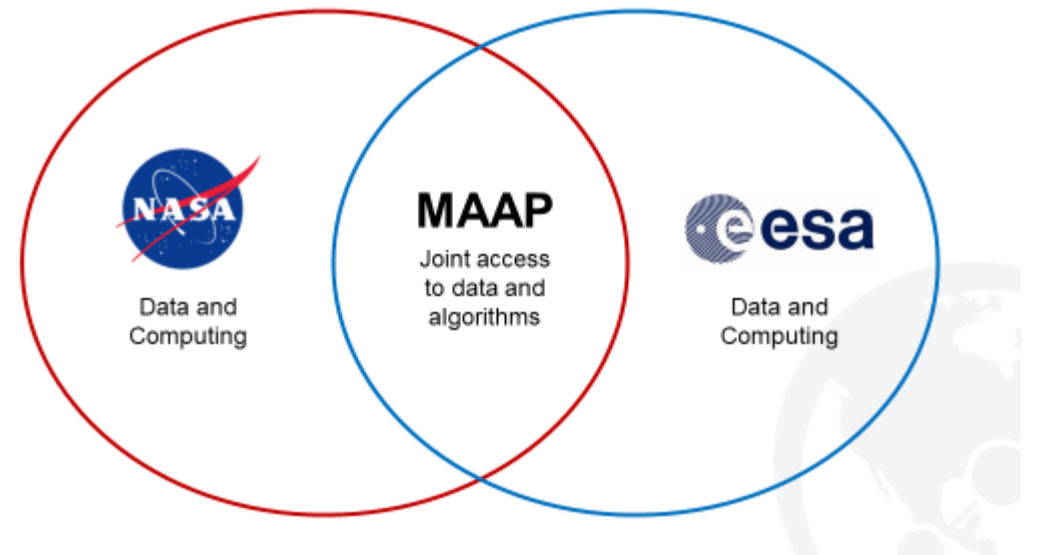 NASA
Data and
Computing
MAAP
Joint access
to data and
algorithms
esa
Data and
Computing